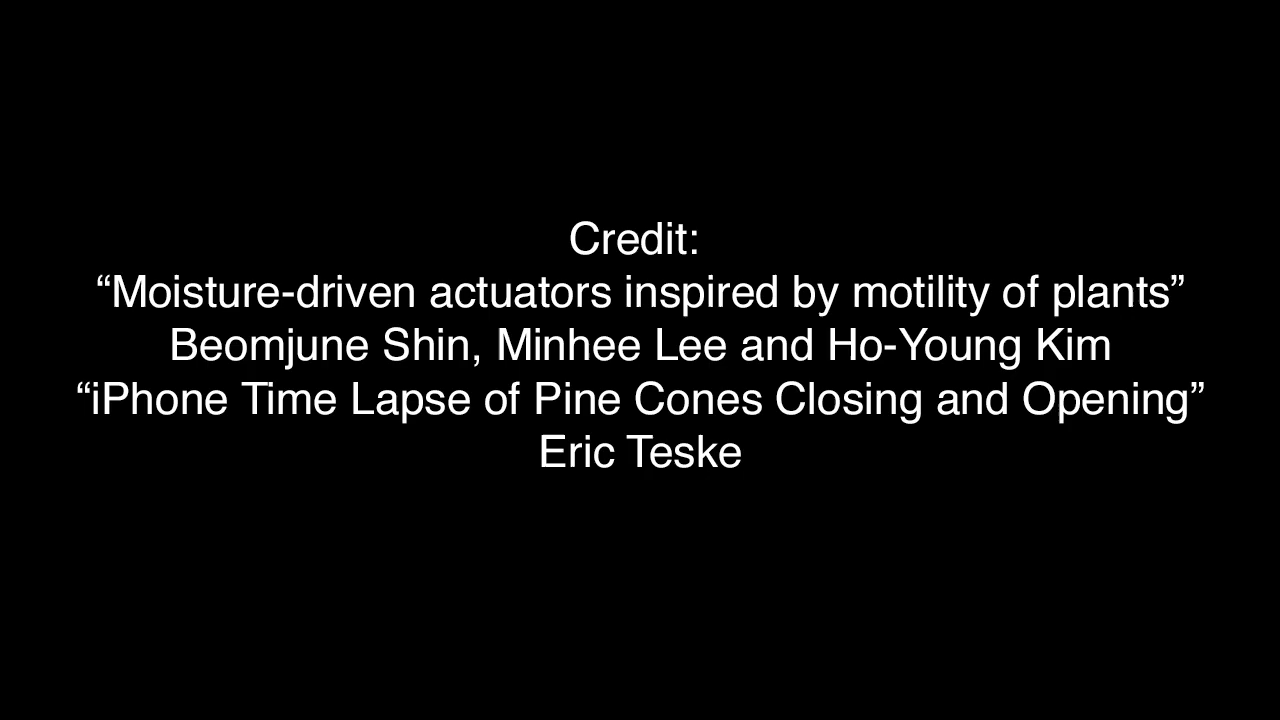 Credit:
“Moisture-driven actuators inspired by motility of plants”
Beomjune Shin, Minhee Lee and Ho-Young Kim
“iPhone Time Lapse of Pine Cones Closing and Opening”
Eric Teske